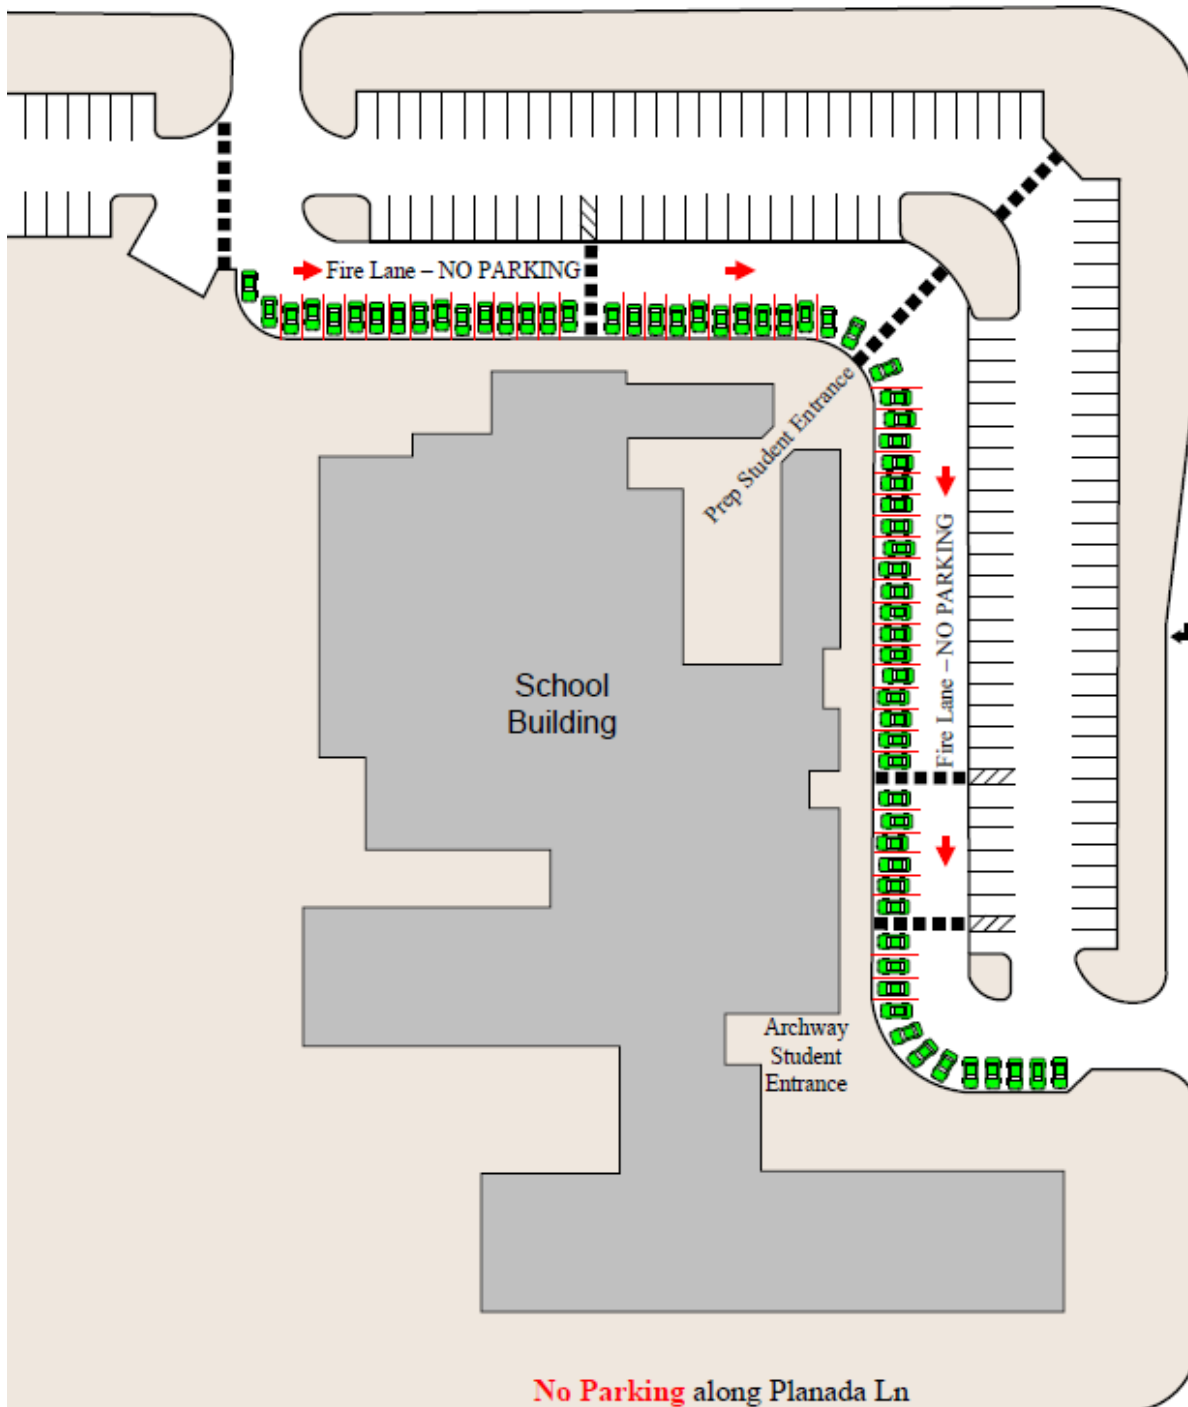 Fire Lane – NO PARKING
Prep Student Entrance
Fire Lane – NO PARKING
School
Building
Archway
Student
Entrance
No Parking along Planada Ln